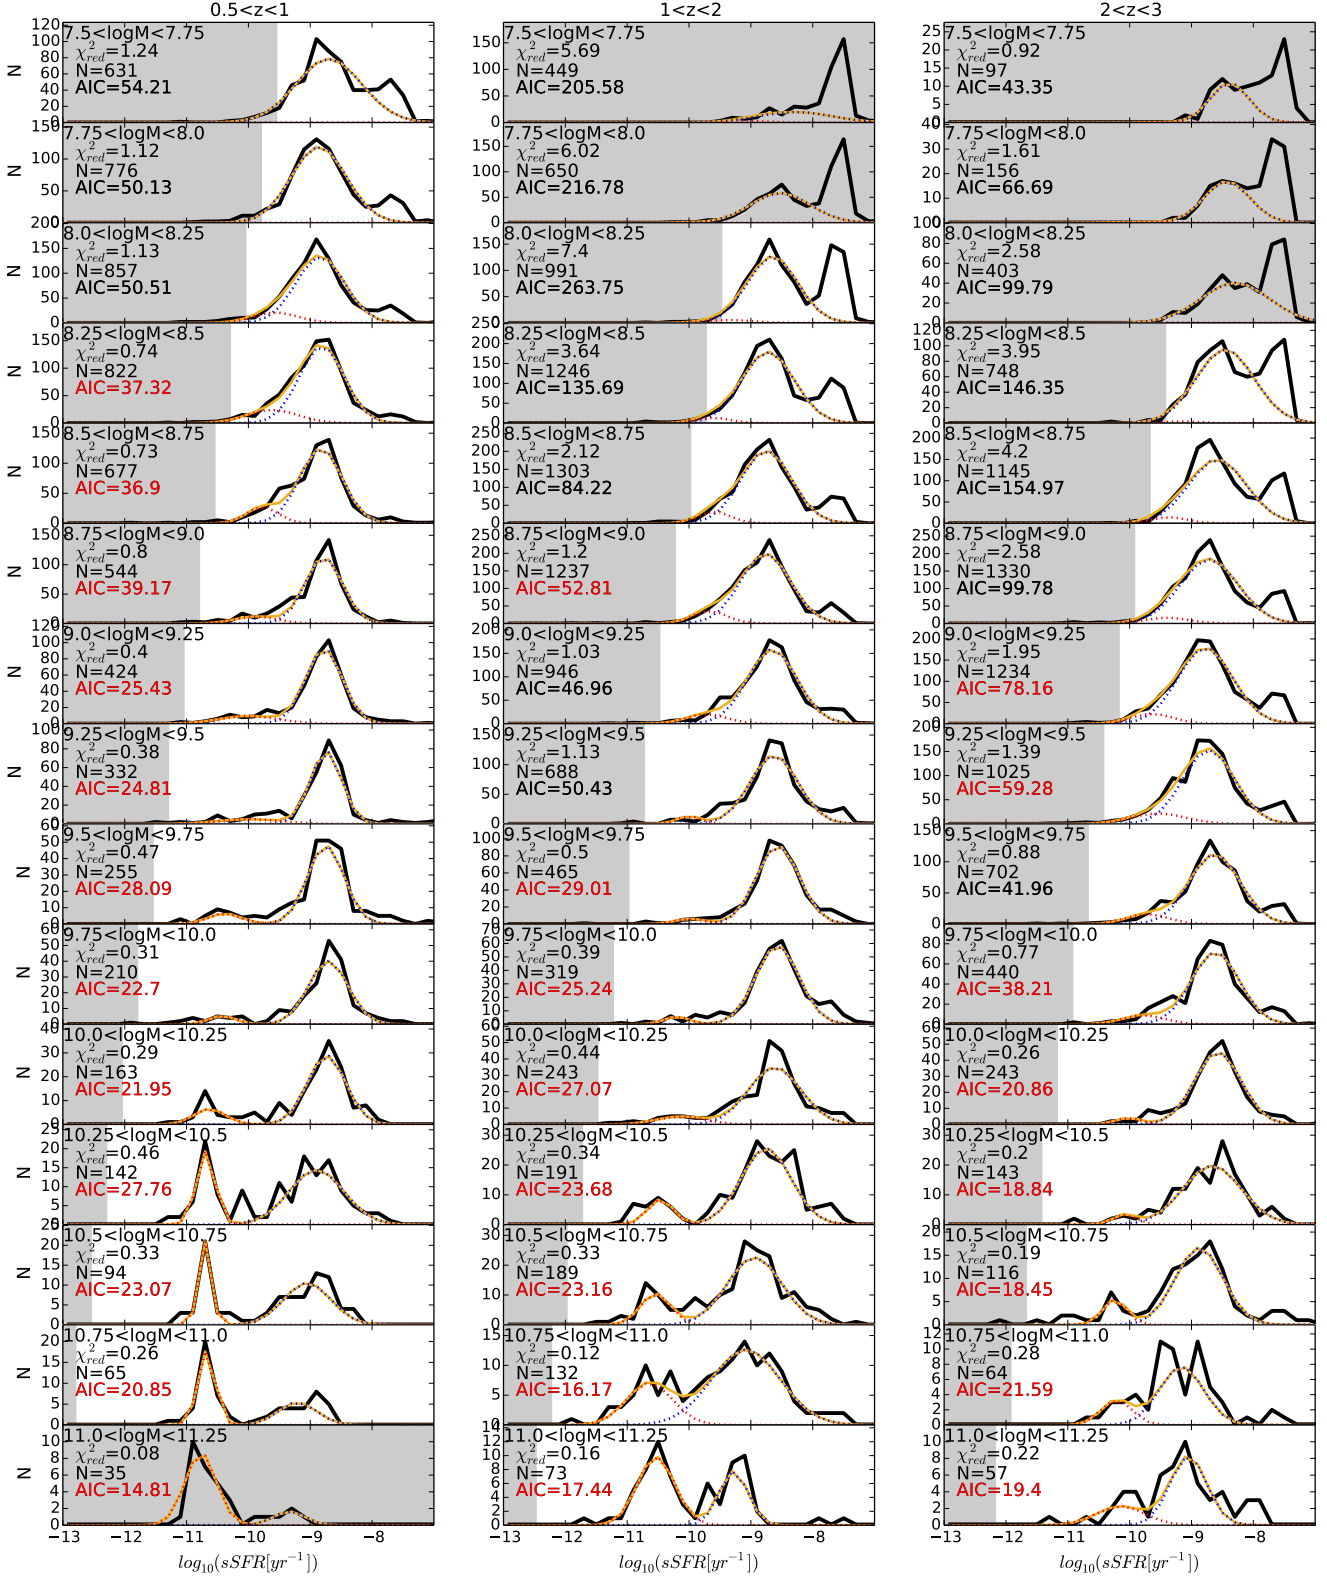 0.5<z<1
1<z<2
2<z<3
7.5<logM<7.75
χ²red=1.24
N=631
AIC=54.21
7.5<logM<7.75
χ²red=5.69
N=449
AIC=205.58
7.5<logM<7.75
χ²red=0.92
N=97
AIC=43.35
7.75<logM<8.0
χ²red=1.12
N=776
AIC=50.13
7.75<logM<8.0
χ²red=6.02
N=650
AIC=216.78
7.75<logM<8.0
χ²red=1.61
N=156
AIC=66.69
8.0<logM<8.25
χ²red=1.13
N=857
AIC=50.51
8.0<logM<8.25
χ²red=7.4
N=991
AIC=263.75
8.0<logM<8.25
χ²red=2.58
N=403
AIC=99.79
8.25<logM<8.5
χ²red=0.74
N=822
AIC=37.32
8.25<logM<8.5
χ²red=3.64
N=1246
AIC=135.69
8.25<logM<8.5
χ²red=3.95
N=748
AIC=146.35
8.5<logM<8.75
χ²red=0.73
N=677
AIC=36.9
8.5<logM<8.75
χ²red=2.12
N=1303
AIC=84.22
8.5<logM<8.75
χ²red=4.2
N=1145
AIC=154.97
8.75<logM<9.0
χ²red=0.8
N=544
AIC=39.17
8.75<logM<9.0
χ²red=1.2
N=1237
AIC=52.81
8.75<logM<9.0
χ²red=2.58
N=1330
AIC=99.78
9.0<logM<9.25
χ²red=0.4
N=424
AIC=25.43
9.0<logM<9.25
χ²red=1.03
N=946
AIC=46.96
9.0<logM<9.25
χ²red=1.95
N=1234
AIC=78.16
9.25<logM<9.5
χ²red=0.38
N=332
AIC=24.81
9.25<logM<9.5
χ²red=1.13
N=688
AIC=50.43
9.25<logM<9.5
χ²red=1.39
N=1025
AIC=59.28
9.5<logM<9.75
χ²red=0.47
N=255
AIC=28.09
9.5<logM<9.75
χ²red=0.5
N=465
AIC=29.01
9.5<logM<9.75
χ²red=0.88
N=702
AIC=41.96
9.75<logM<10.0
χ²red=0.31
N=210
AIC=22.7
9.75<logM<10.0
χ²red=0.39
N=319
AIC=25.24
9.75<logM<10.0
χ²red=0.77
N=440
AIC=38.21
10.0<logM<10.25
χ²red=0.29
N=163
AIC=21.95
10.0<logM<10.25
χ²red=0.44
N=243
AIC=27.07
10.0<logM<10.25
χ²red=0.26
N=243
AIC=20.86
10.25<logM<10.5
χ²red=0.46
N=142
AIC=27.76
10.25<logM<10.5
χ²red=0.34
N=191
AIC=23.68
10.25<logM<10.5
χ²red=0.2
N=143
AIC=18.84
10.5<logM<10.75
χ²red=0.33
N=94
AIC=23.07
10.5<logM<10.75
χ²red=0.33
N=189
AIC=23.16
10.5<logM<10.75
χ²red=0.19
N=116
AIC=18.45
10.75<logM<11.0
χ²red=0.26
N=65
AIC=20.85
10.75<logM<11.0
χ²red=0.12
N=132
AIC=16.17
10.75<logM<11.0
χ²red=0.28
N=64
AIC=21.59
11.0<logM<11.25
χ²red=0.08
N=35
AIC=14.81
11.0<logM<11.25
χ²red=0.16
N=73
AIC=17.44
11.0<logM<11.25
χ²red=0.22
N=57
AIC=19.4
−13 −12 −11 −10 −9 −8
−13 −12 −11 −10 −9 −8
−13 −12 −11 −10 −9 −8
log10(sSFR[yr⁻¹])
log10(sSFR[yr⁻¹])
log10(sSFR[yr⁻¹])